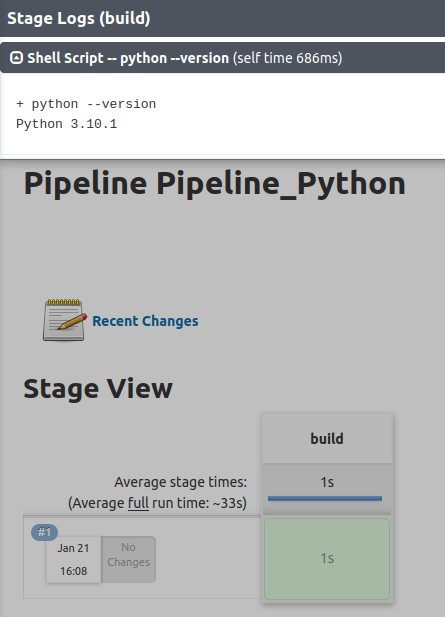 Stage Logs (build)
Shell Script -- python --version (self time 686ms)
+ python --version
Python 3.10.1
Pipeline Pipeline_Python
Recent Changes
Stage View
build
Average stage times:
1s
(Average full run time: ~33s)
#1
Jan 21
16:08
No
Changes
1s